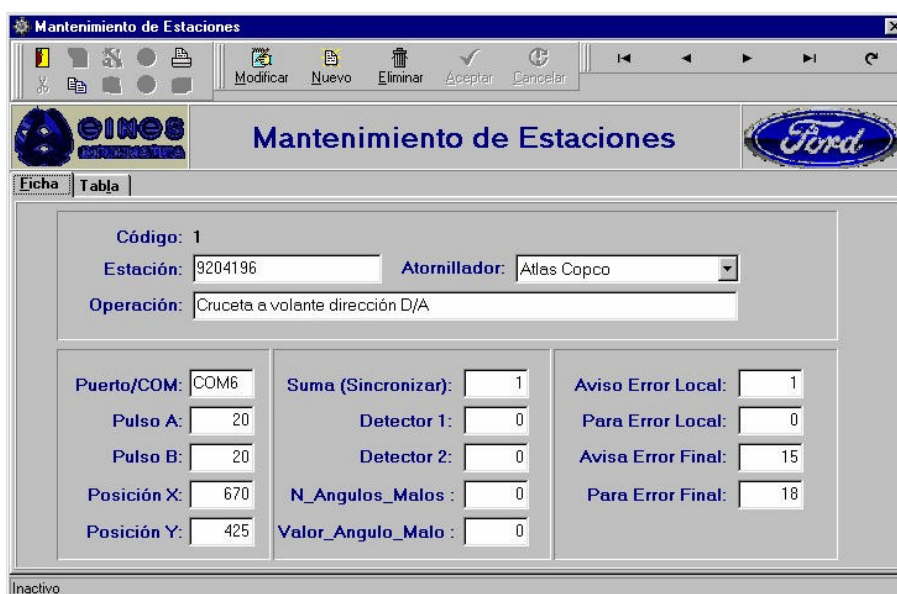 Mantenimiento de Estaciones
Modificar Nuevo Eliminar Aceptar Cancelar
EINOS
INFORMATICA
Mantenimiento de Estaciones
Ford
Ficha Tabla
Código: 1
Estación: 9204196 Atornillador: Atlas Copco
Operación: Cruceta a volante dirección D/A
Puerto/COM: COM6 Suma (Sincronizar): 1 Aviso Error Local: 1
Pulso A: 20 Detector 1: 0 Para Error Local: 0
Pulso B: 20 Detector 2: 0 Avisa Error Final: 15
Posición X: 670 N_Angulos_Malos : 0 Para Error Final: 18
Posición Y: 425 Valor_Angulo_Malo : 0
Inactivo